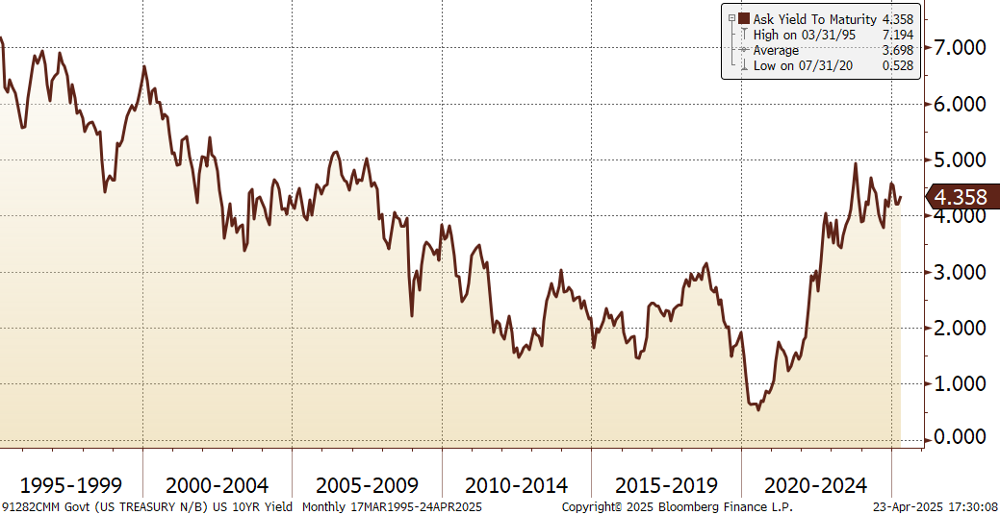 Ask Yield To Maturity 4.358
High on 03/31/95 7.194
Average 3.698
Low on 07/31/20 0.528
7.000
6.000
5.000
4.358
4.000
3.000
2.000
1.000
0.000
1995-1999 2000-2004 2005-2009 2010-2014 2015-2019 2020-2024
91282CMM Govt (US TREASURY N/B) US 10YR Yield Monthly 17MAR1995-24APR2025 Copyright© 2025 Bloomberg Finance L.P. 23-Apr-2025 17:30:08